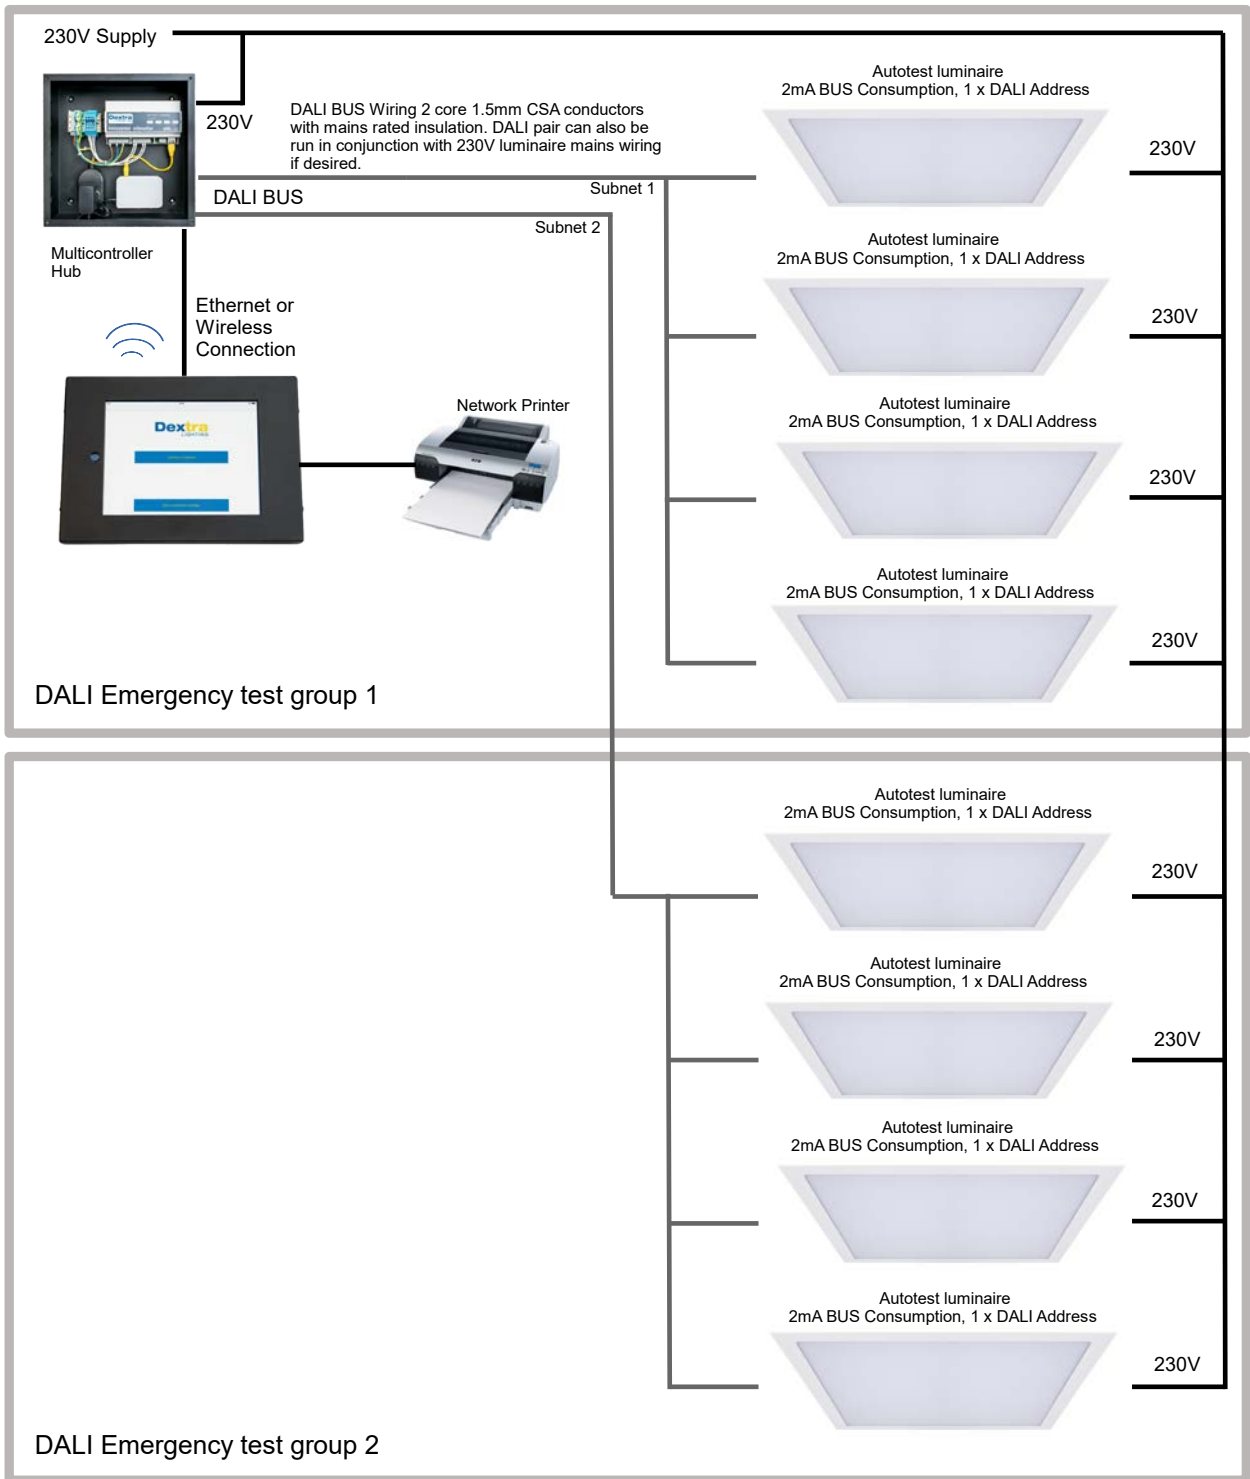 230V Supply
230V
DALI BUS Wiring 2 core 1.5mm CSA conductors
with mains rated insulation. DALI pair can also be
run in conjunction with 230V luminaire mains wiring
if desired.
DALI BUS
Subnet 1
Subnet 2
Multicontroller
Hub
Ethernet or
Wireless
Connection
Dextra
LIGHTING
Network Printer
Autotest luminaire
2mA BUS Consumption, 1 x DALI Address
230V
Autotest luminaire
2mA BUS Consumption, 1 x DALI Address
230V
Autotest luminaire
2mA BUS Consumption, 1 x DALI Address
230V
Autotest luminaire
2mA BUS Consumption, 1 x DALI Address
230V
DALI Emergency test group 1
Autotest luminaire
2mA BUS Consumption, 1 x DALI Address
230V
Autotest luminaire
2mA BUS Consumption, 1 x DALI Address
230V
Autotest luminaire
2mA BUS Consumption, 1 x DALI Address
230V
Autotest luminaire
2mA BUS Consumption, 1 x DALI Address
230V
DALI Emergency test group 2